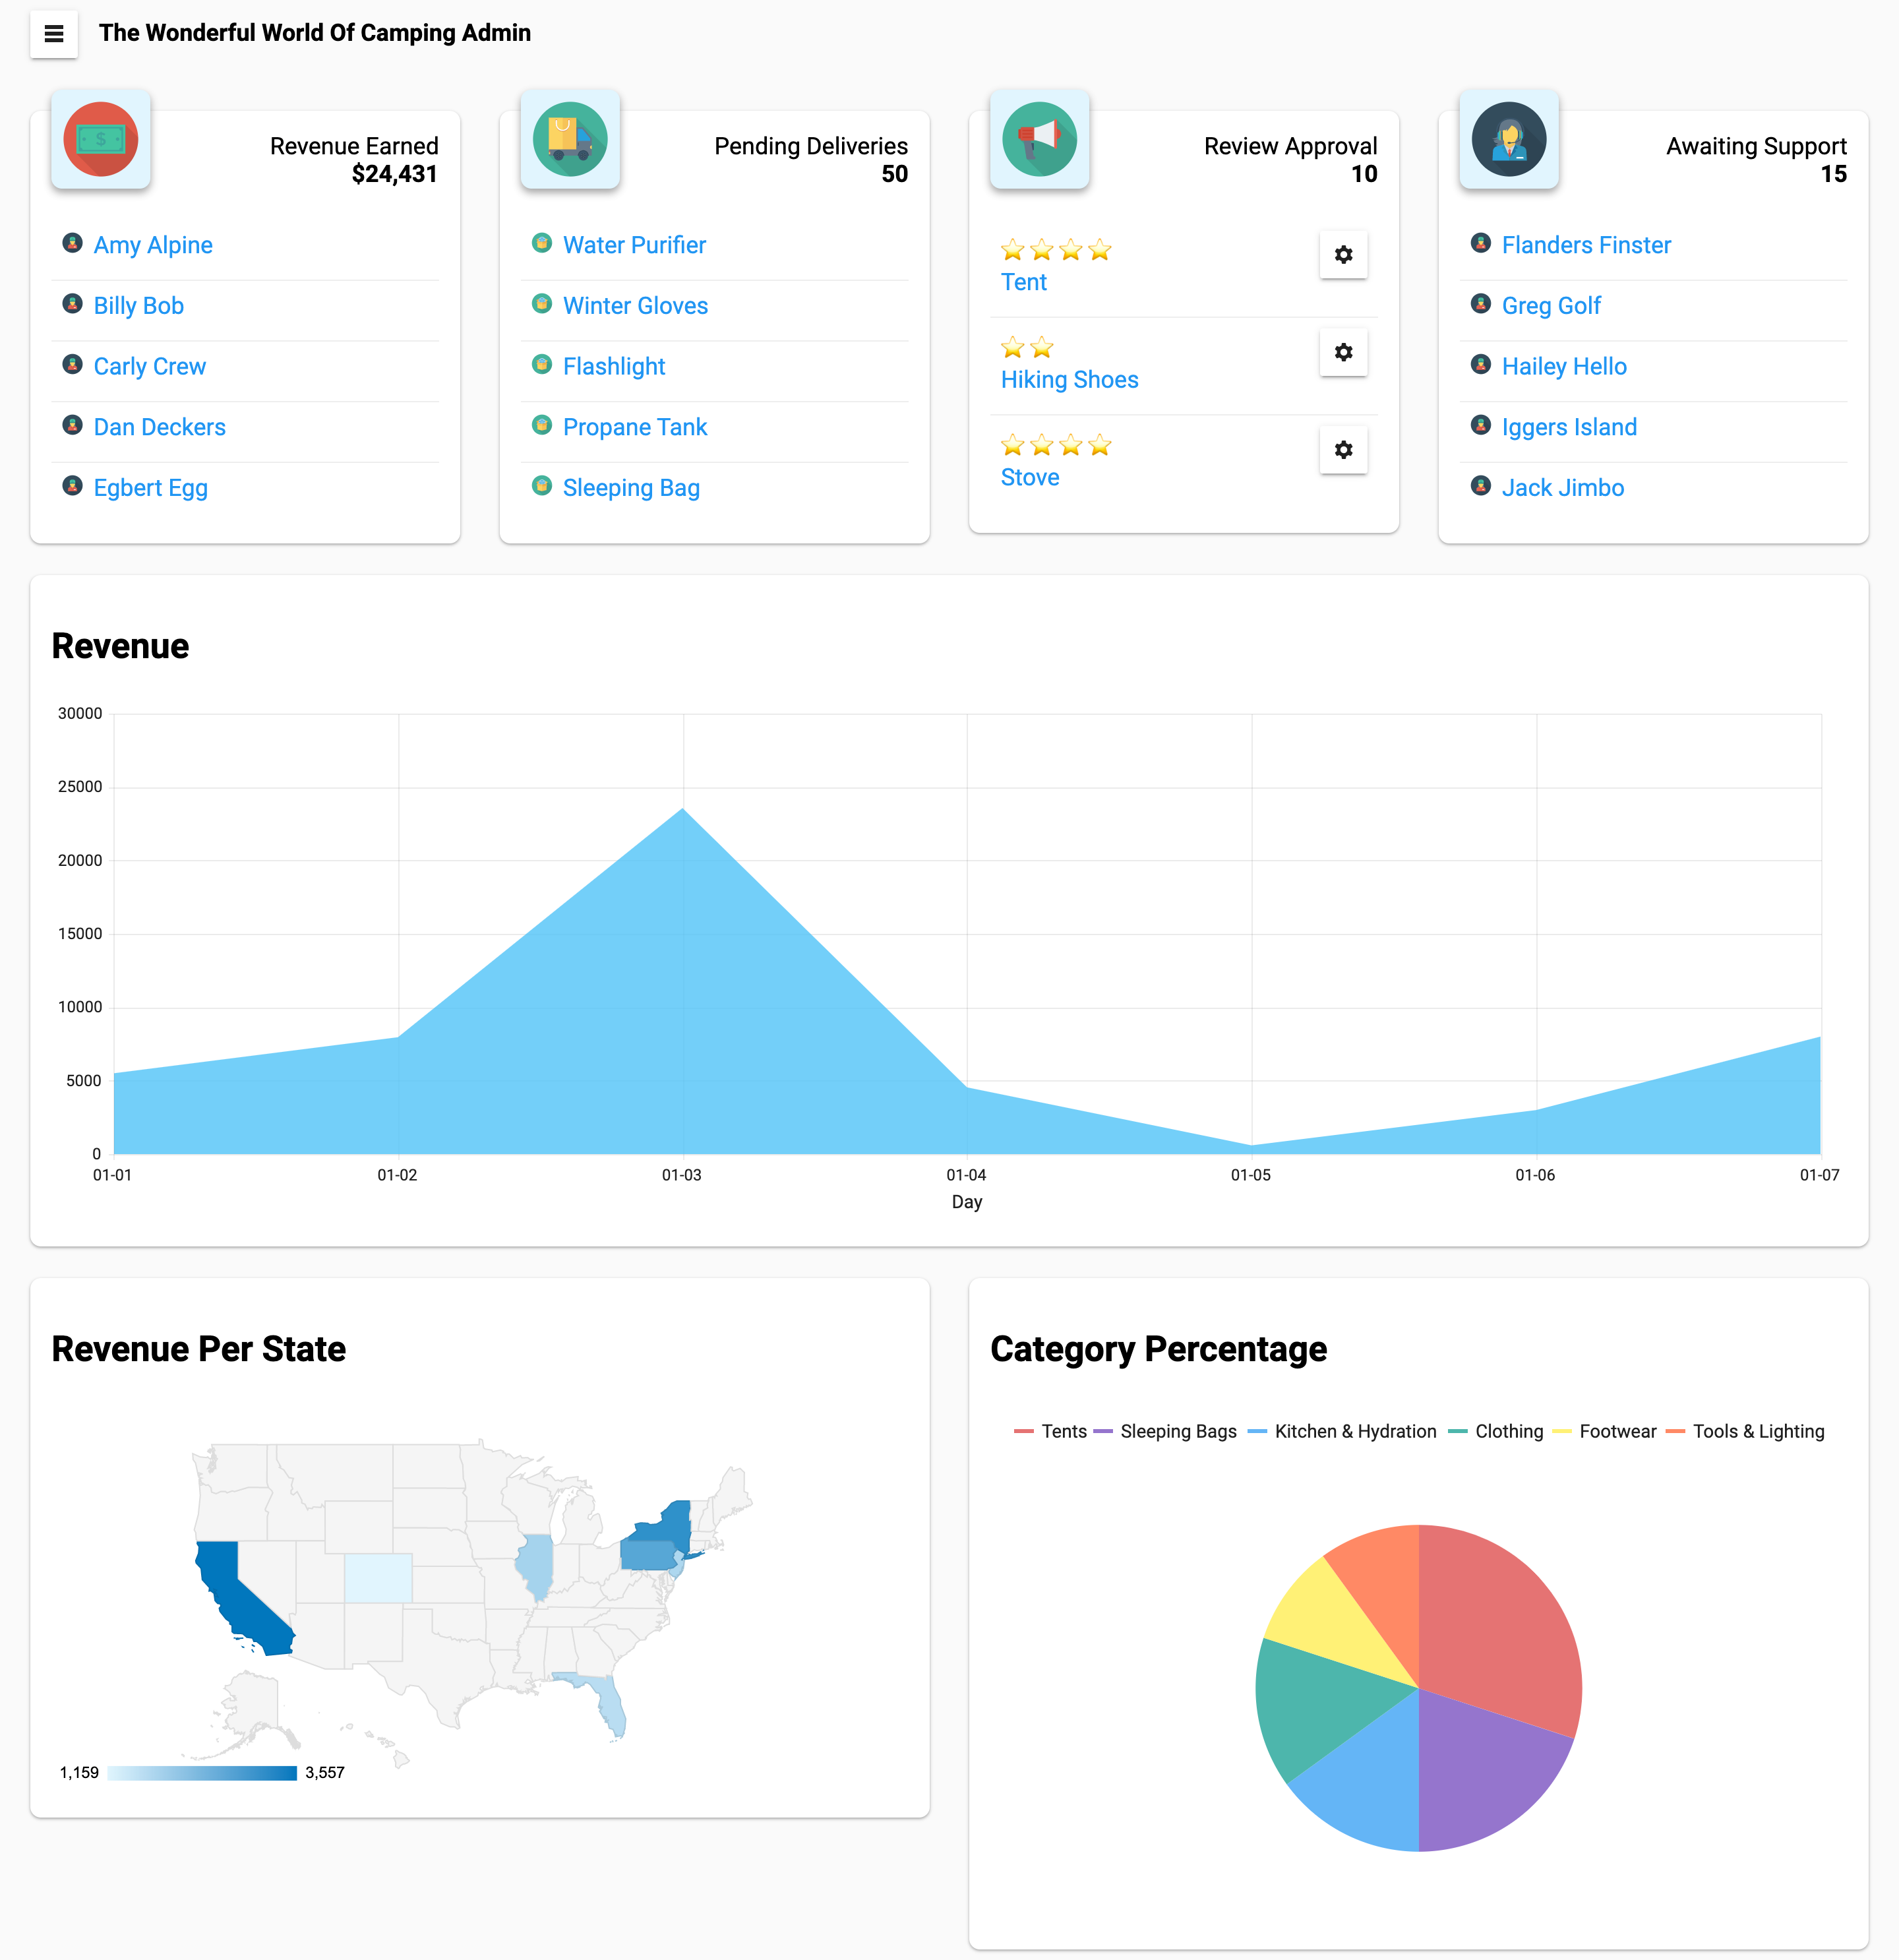 The Wonderful World Of Camping Admin
Revenue Earned
$24,431
Amy Alpine
Billy Bob
Carly Crew
Dan Deckers
Egbert Egg
Pending Deliveries
50
Water Purifier
Winter Gloves
Flashlight
Propane Tank
Sleeping Bag
Review Approval
10
Tent
Hiking Shoes
Stove
Awaiting Support
15
Flanders Finster
Greg Golf
Hailey Hello
Iggers Island
Jack Jimbo
Revenue
30000
25000
20000
15000
10000
5000
0
01-01 01-02 01-03 01-04 01-05 01-06 01-07
Day
Revenue Per State
1,159 3,557
Category Percentage
Tents Sleeping Bags Kitchen & Hydration Clothing Footwear Tools & Lighting